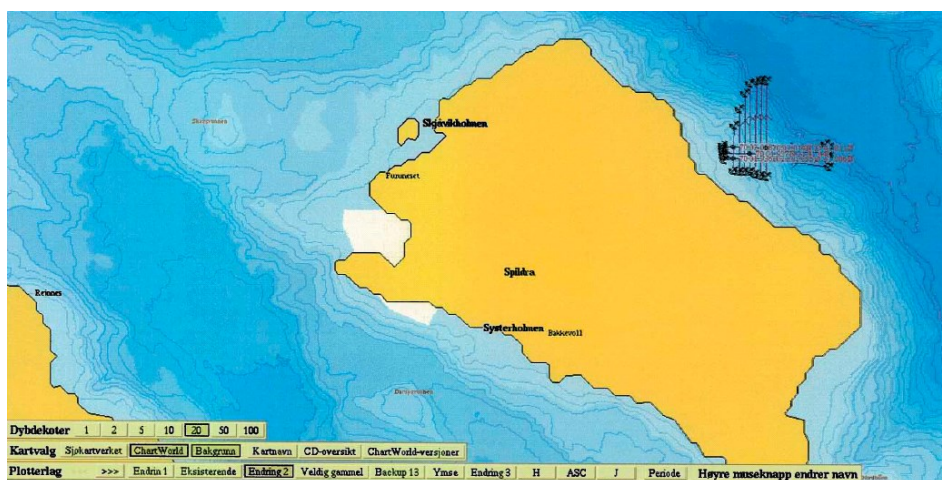 Skjåvikholmen
Furuneset
Spildra
Reinnes
Systerholmen Bakkevoll
Dybdekoter 1 2 5 10 20 50 100
Kartvalg Sjøkartverket ChartWorld Bakgrunn Kartnavn CD-oversikt ChartWorld-versjoner
Plotterlag >>> Endrin 1 Eksisterende Endring 2 Veldig gammel Backup 13 Ymse Endring 3 H ASC J Periode Høyre museknapp endrer navn